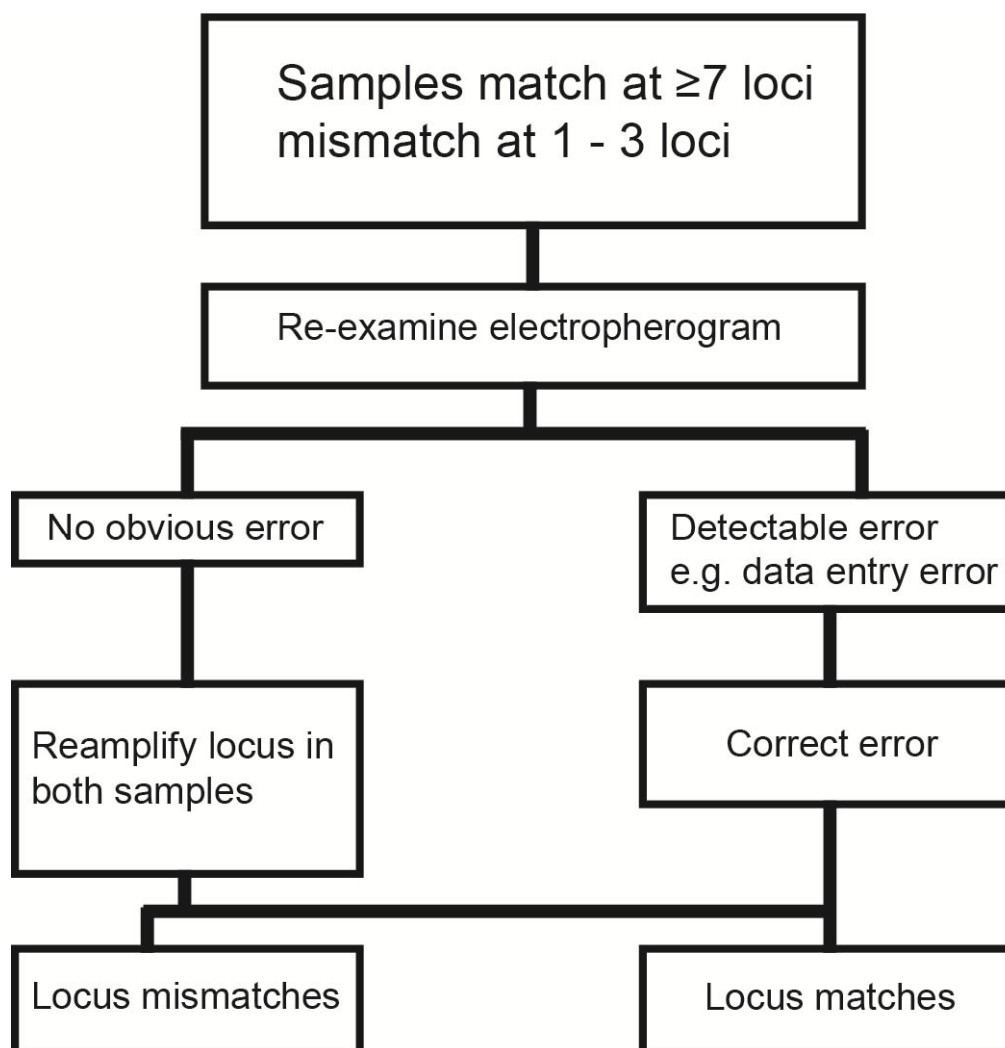 Samples match at ≥7 loci
mismatch at 1 - 3 loci
Re-examine electropherogram
No obvious error
Detectable error
e.g. data entry error
Reamplify locus in
both samples
Correct error
Locus mismatches
Locus matches